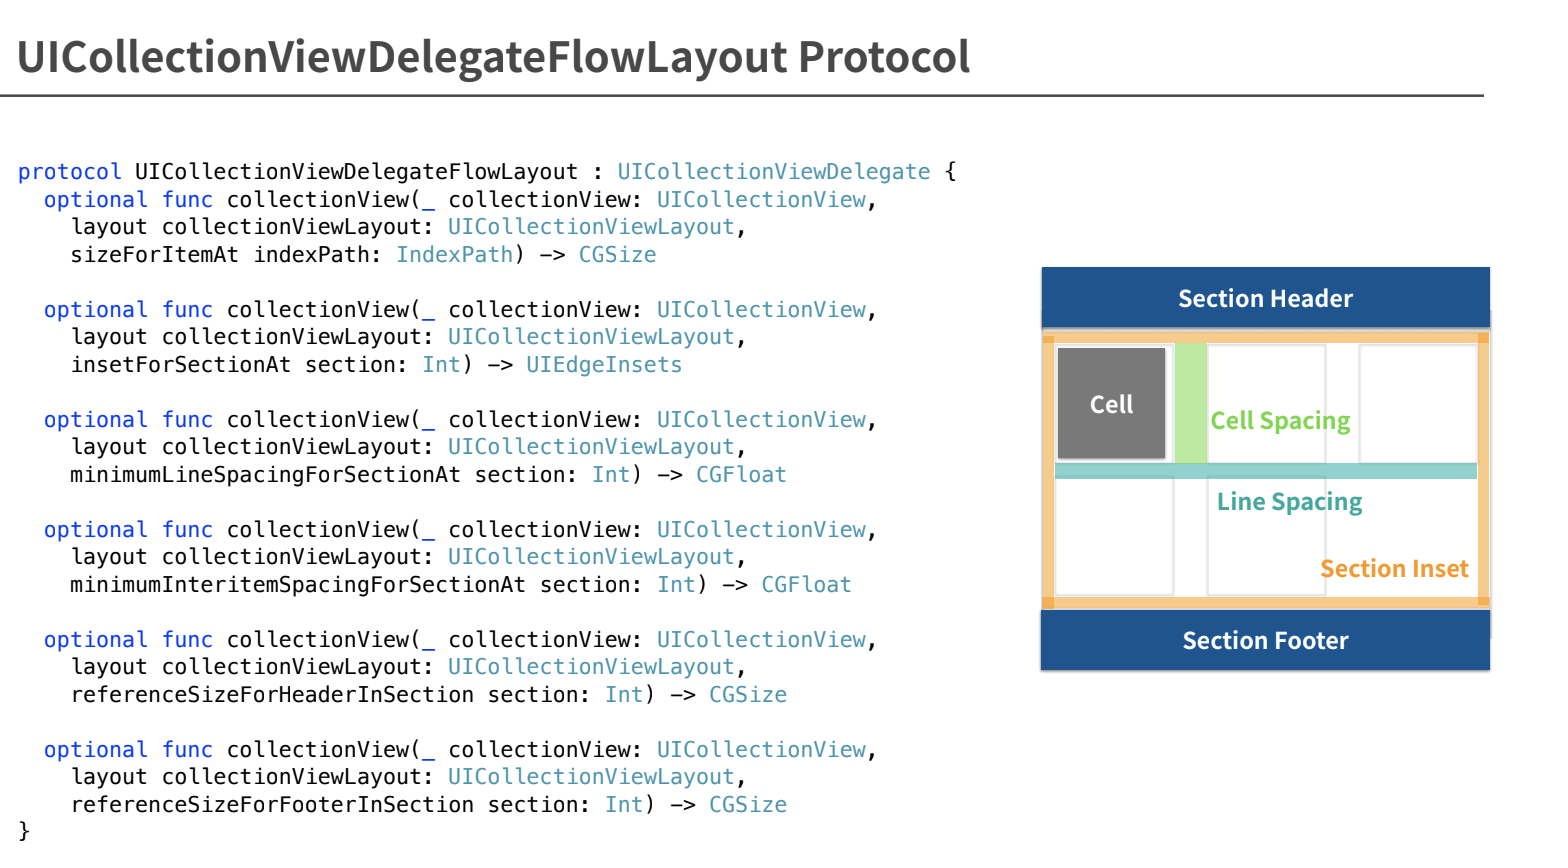 UICollectionViewDelegateFlowLayout Protocol
protocol UICollectionViewDelegateFlowLayout : UICollectionViewDelegate {
  optional func collectionView(_ collectionView: UICollectionView,
    layout collectionViewLayout: UICollectionViewLayout,
    sizeForItemAt indexPath: IndexPath) -> CGSize

  optional func collectionView(_ collectionView: UICollectionView,
    layout collectionViewLayout: UICollectionViewLayout,
    insetForSectionAt section: Int) -> UIEdgeInsets

  optional func collectionView(_ collectionView: UICollectionView,
    layout collectionViewLayout: UICollectionViewLayout,
    minimumLineSpacingForSectionAt section: Int) -> CGFloat

  optional func collectionView(_ collectionView: UICollectionView,
    layout collectionViewLayout: UICollectionViewLayout,
    minimumInteritemSpacingForSectionAt section: Int) -> CGFloat

  optional func collectionView(_ collectionView: UICollectionView,
    layout collectionViewLayout: UICollectionViewLayout,
    referenceSizeForHeaderInSection section: Int) -> CGSize

  optional func collectionView(_ collectionView: UICollectionView,
    layout collectionViewLayout: UICollectionViewLayout,
    referenceSizeForFooterInSection section: Int) -> CGSize
}
Section Header
Cell
Cell Spacing
Line Spacing
Section Inset
Section Footer